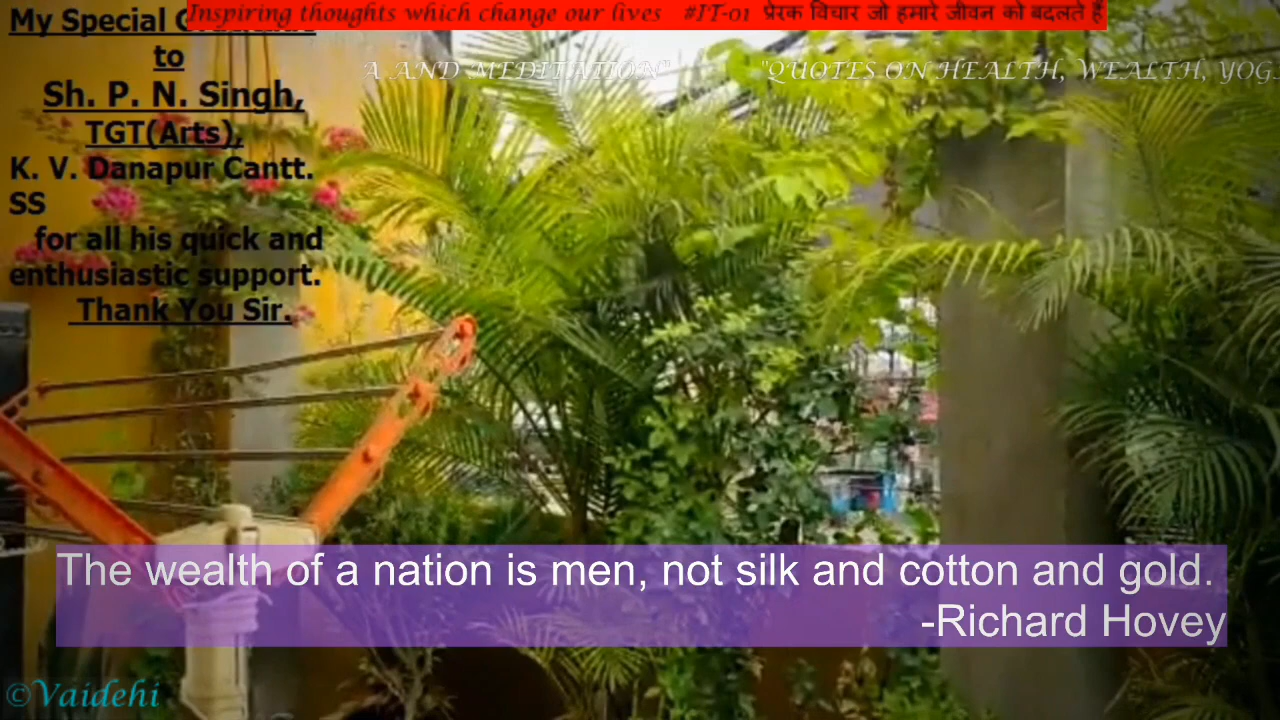 Inspiring thoughts which change our lives #IT-01 प्रेरक विचार जो हमारे जीवन को बदलते हैं
A AND MEDITATION" "QUOTES ON HEALTH, WEALTH, YOG
My Special
to
Sh. P. N. Singh,
TGT(Arts),
K. V. Danapur Cantt.
SS
for all his quick and
enthusiastic support.
Thank You Sir.
The wealth of a nation is men, not silk and cotton and gold.
-Richard Hovey
©Vaidehi